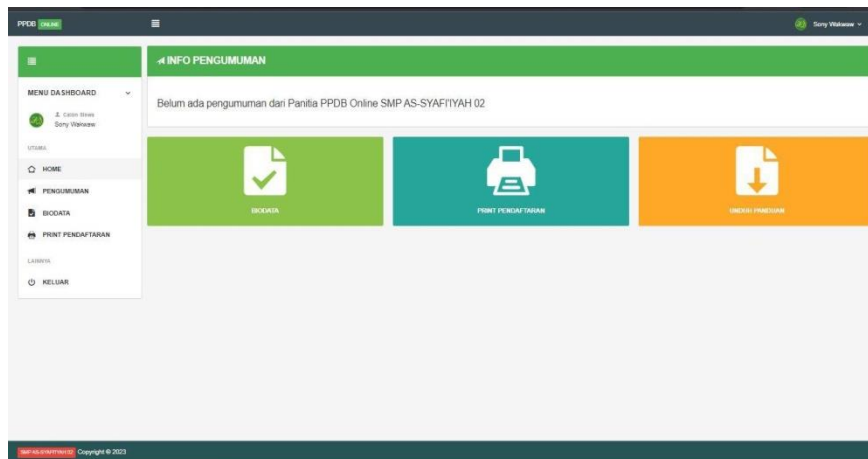 PPDB ONLINE
Sony Wakwaw
INFO PENGUMUMAN
MENU DASHBOARD
Calon Siswa
Sony Wakwaw
Belum ada pengumuman dari Panitia PPDB Online SMP AS-SYAFI'IYAH 02
UTAMA
HOME
PENGUMUMAN
BIODATA
PRINT PENDAFTARAN
LAINNYA
KELUAR
BIODATA
PRINT PENDAFTARAN
UNDUH PANDUAN
SMP AS-SYAFI'IYAH 02 Copyright © 2023